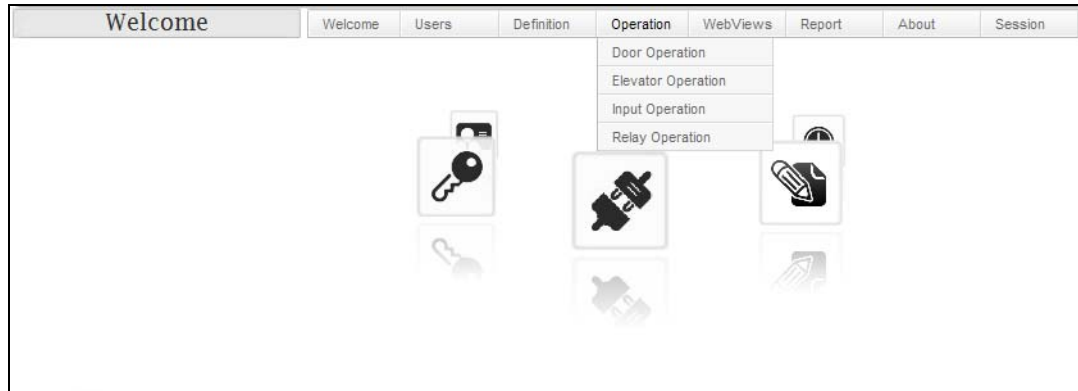 Welcome
Welcome Users Definition Operation WebViews Report About Session
Door Operation
Elevator Operation
Input Operation
Relay Operation